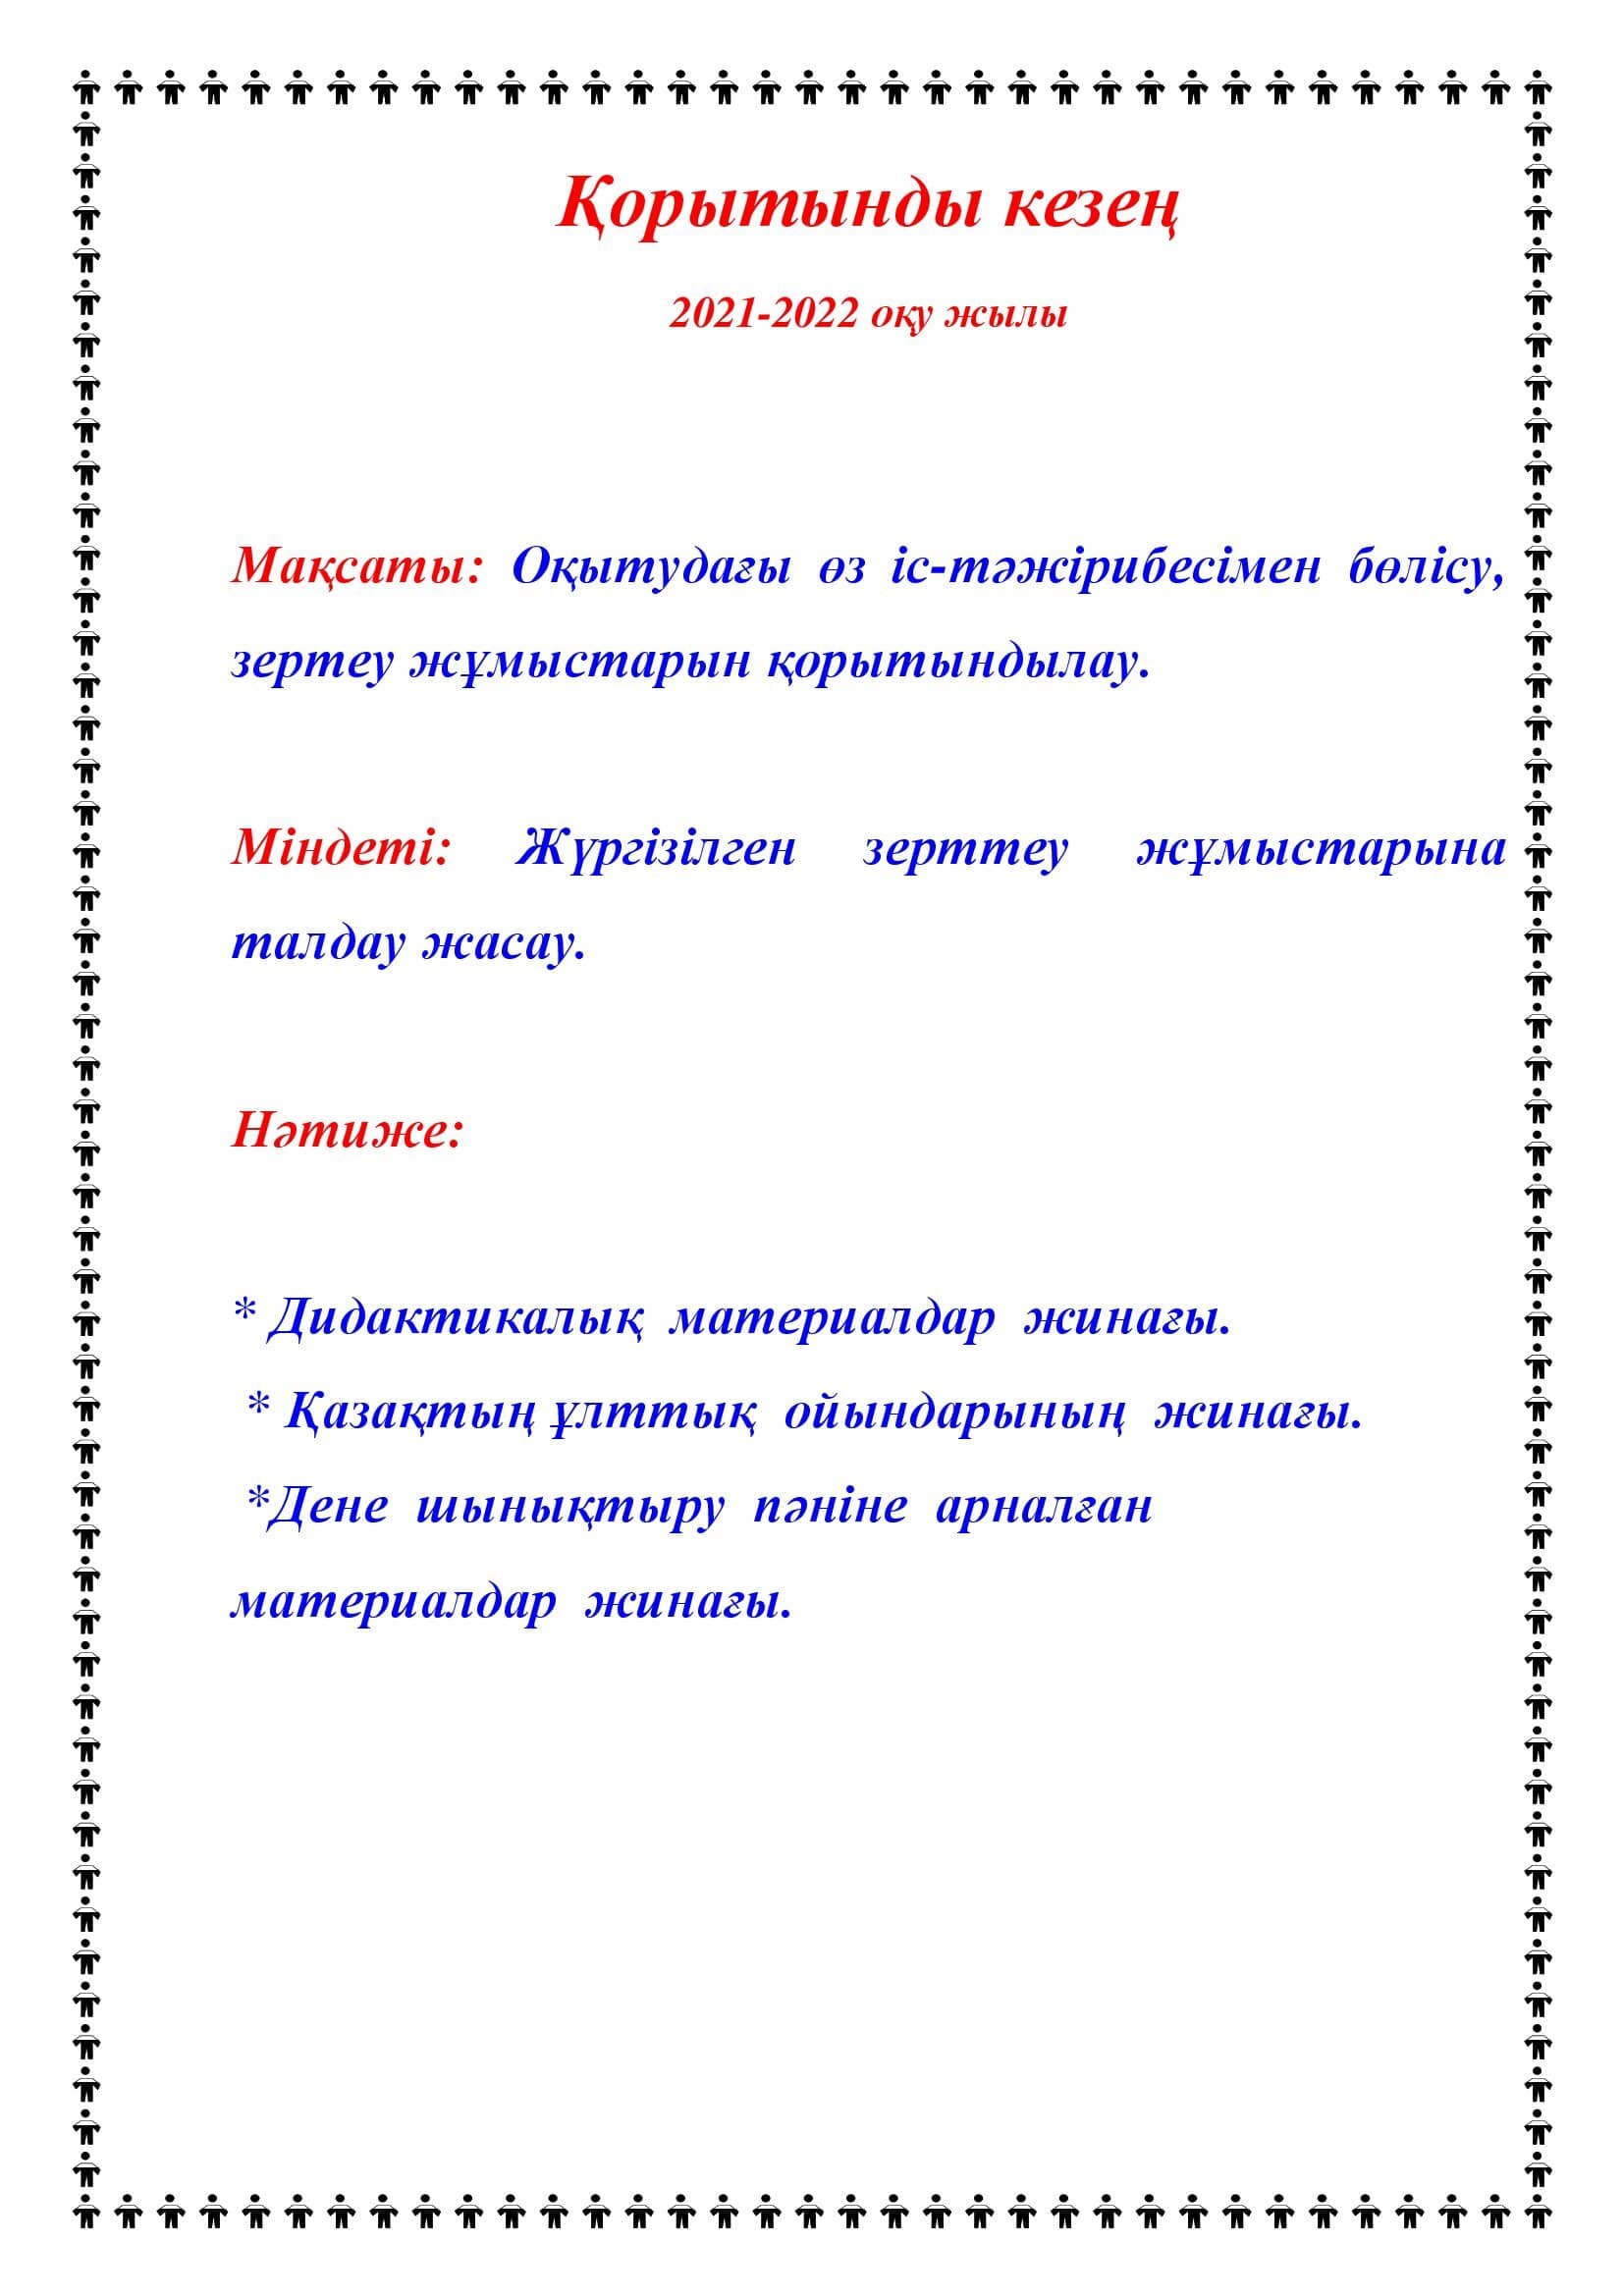 Қорытынды кезең
2021-2022 оқу жылы
Мақсаты: Оқытудағы өз іс-тәжірибесімен бөлісу,
зертеу жұмыстарын қорытындылау.
Міндеті: Жүргізілген зерттеу жұмыстарына
талдау жасау.
Нәтиже:
* Дидактикалық материалдар жинағы.
* Қазақтың ұлттық ойындарының жинағы.
*Дене шынықтыру пәніне арналған
материалдар жинағы.